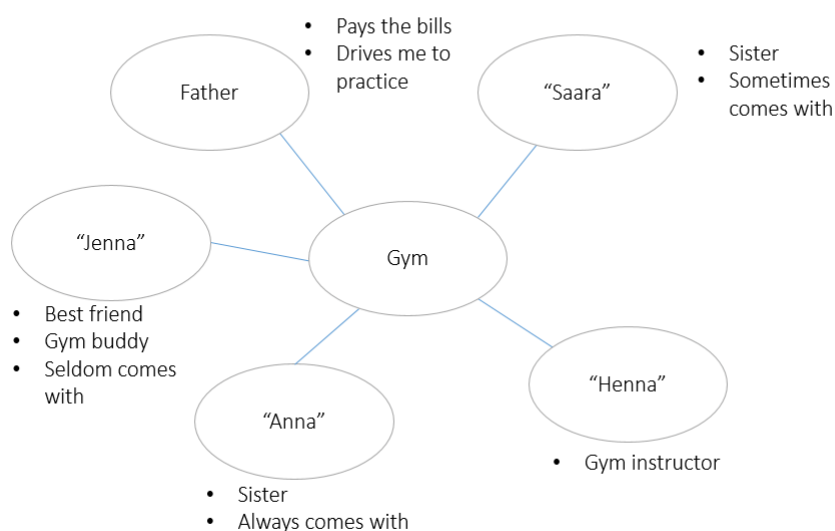 Father
• Pays the bills
• Drives me to
practice
“Saara”
• Sister
• Sometimes
comes with
“Jenna”
• Best friend
• Gym buddy
• Seldom comes
with
Gym
“Anna”
• Sister
• Always comes with
“Henna”
• Gym instructor